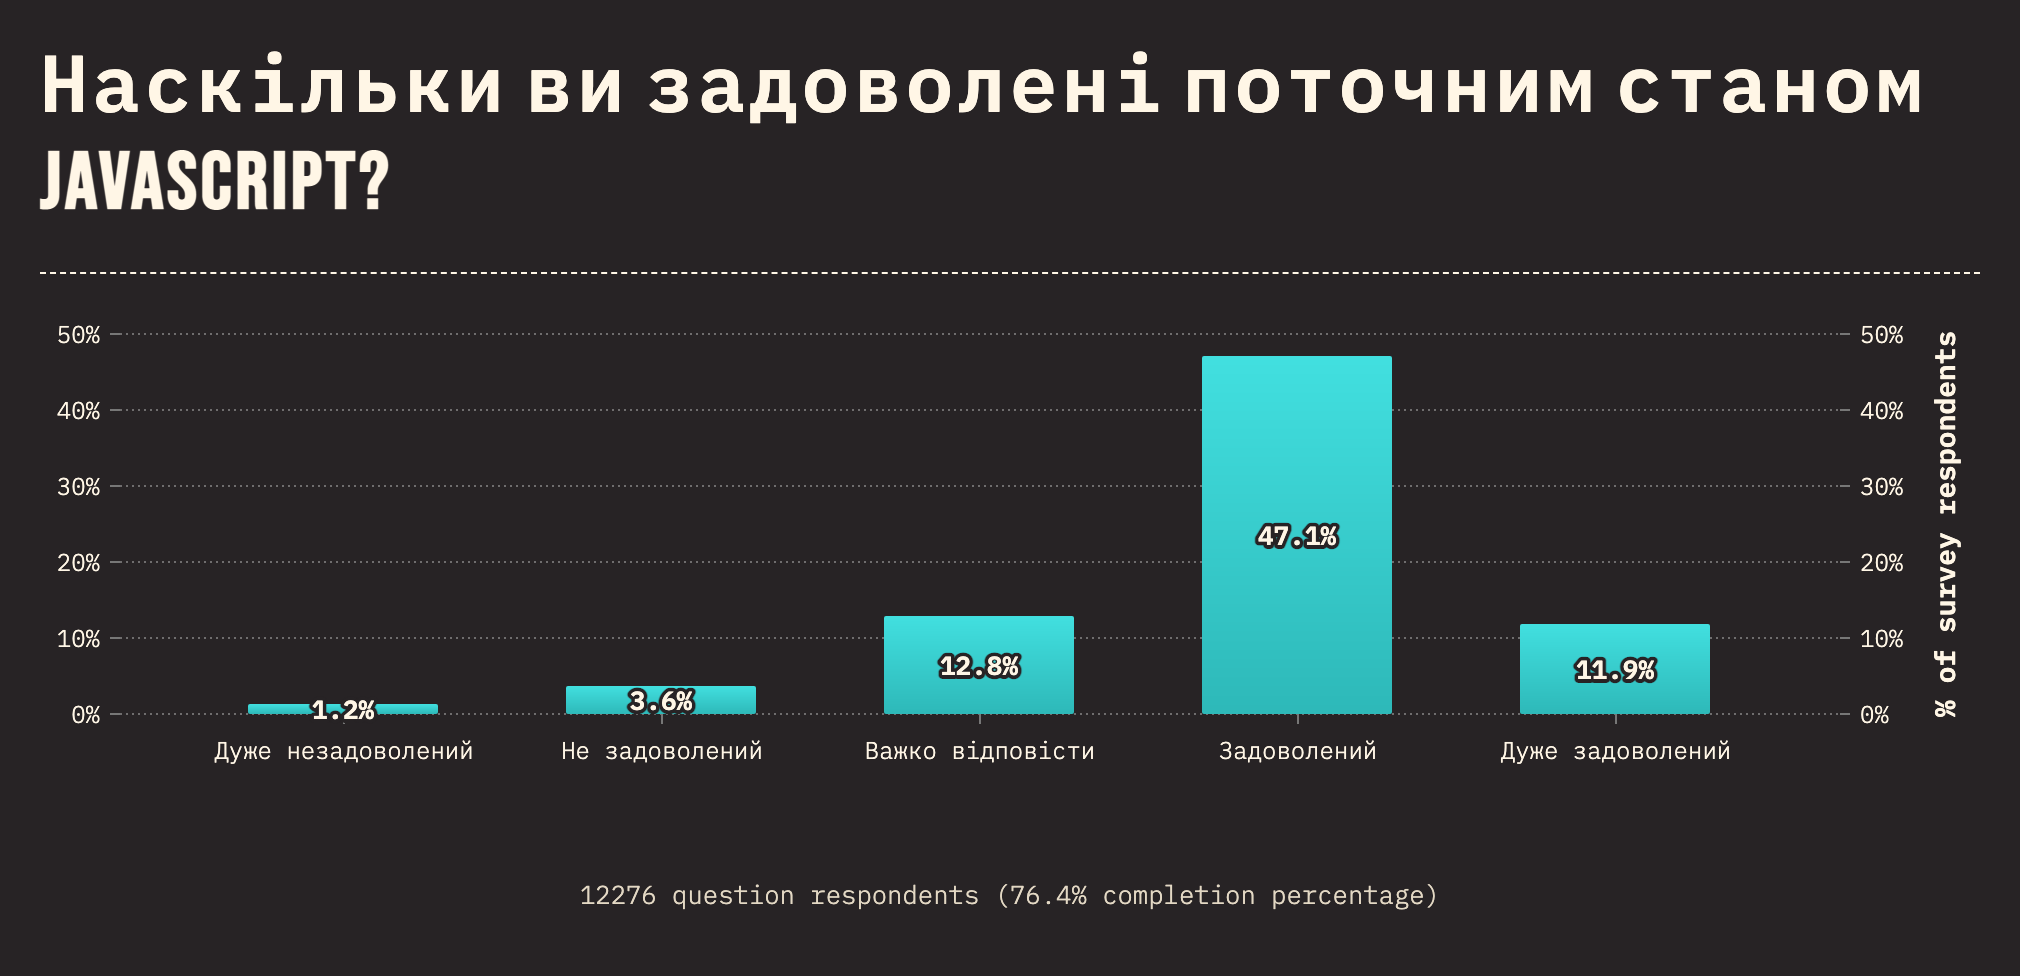 Наскільки ви задоволені поточним станом
JAVASCRIPT?
50%
40%
30%
20%
10%
0%
50%
40%
30%
20%
10%
0%
% of survey respondents
1.2%
3.6%
12.8%
47.1%
11.9%
Дуже незадоволений
Не задоволений
Важко відповісти
Задоволений
Дуже задоволений
12276 question respondents (76.4% completion percentage)